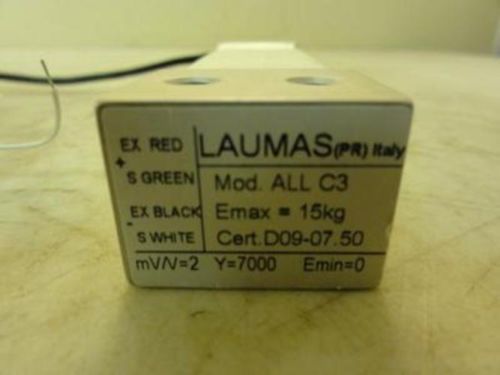 EX RED
+
S GREEN
EX BLACK
-
S WHITE
LAUMAS (PR) Italy
Mod. ALL C3
Emax = 15kg
Cert.D09-07.50
mV/V=2 Y=7000 Emin=0